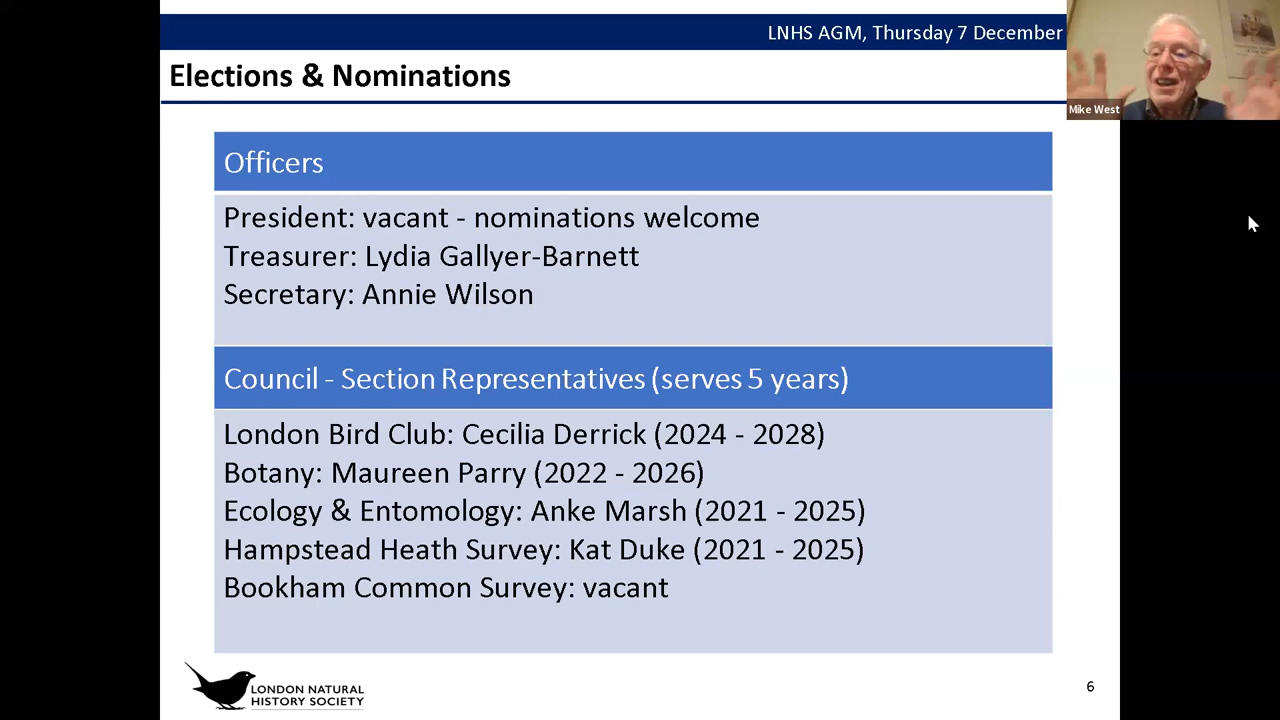 LNHS AGM, Thursday 7 December
Elections & Nominations
Mike West
Officers
President: vacant - nominations welcome
Treasurer: Lydia Gallyer-Barnett
Secretary: Annie Wilson
Council - Section Representatives (serves 5 years)
London Bird Club: Cecilia Derrick (2024 - 2028)
Botany: Maureen Parry (2022 - 2026)
Ecology & Entomology: Anke Marsh (2021 - 2025)
Hampstead Heath Survey: Kat Duke (2021 - 2025)
Bookham Common Survey: vacant
LONDON NATURAL
HISTORY SOCIETY
6